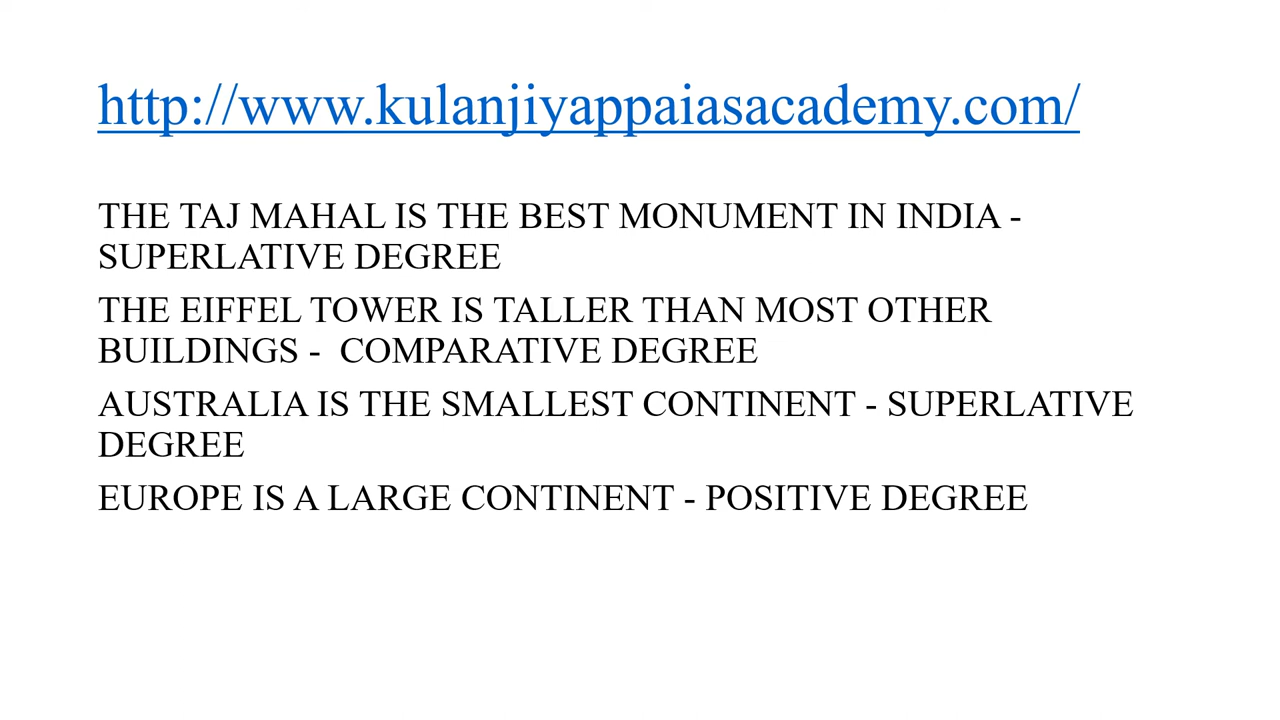 http://www.kulanjiyappaiasacademy.com/
THE TAJ MAHAL IS THE BEST MONUMENT IN INDIA -
SUPERLATIVE DEGREE
THE EIFFEL TOWER IS TALLER THAN MOST OTHER
BUILDINGS -  COMPARATIVE DEGREE
AUSTRALIA IS THE SMALLEST CONTINENT - SUPERLATIVE
DEGREE
EUROPE IS A LARGE CONTINENT - POSITIVE DEGREE